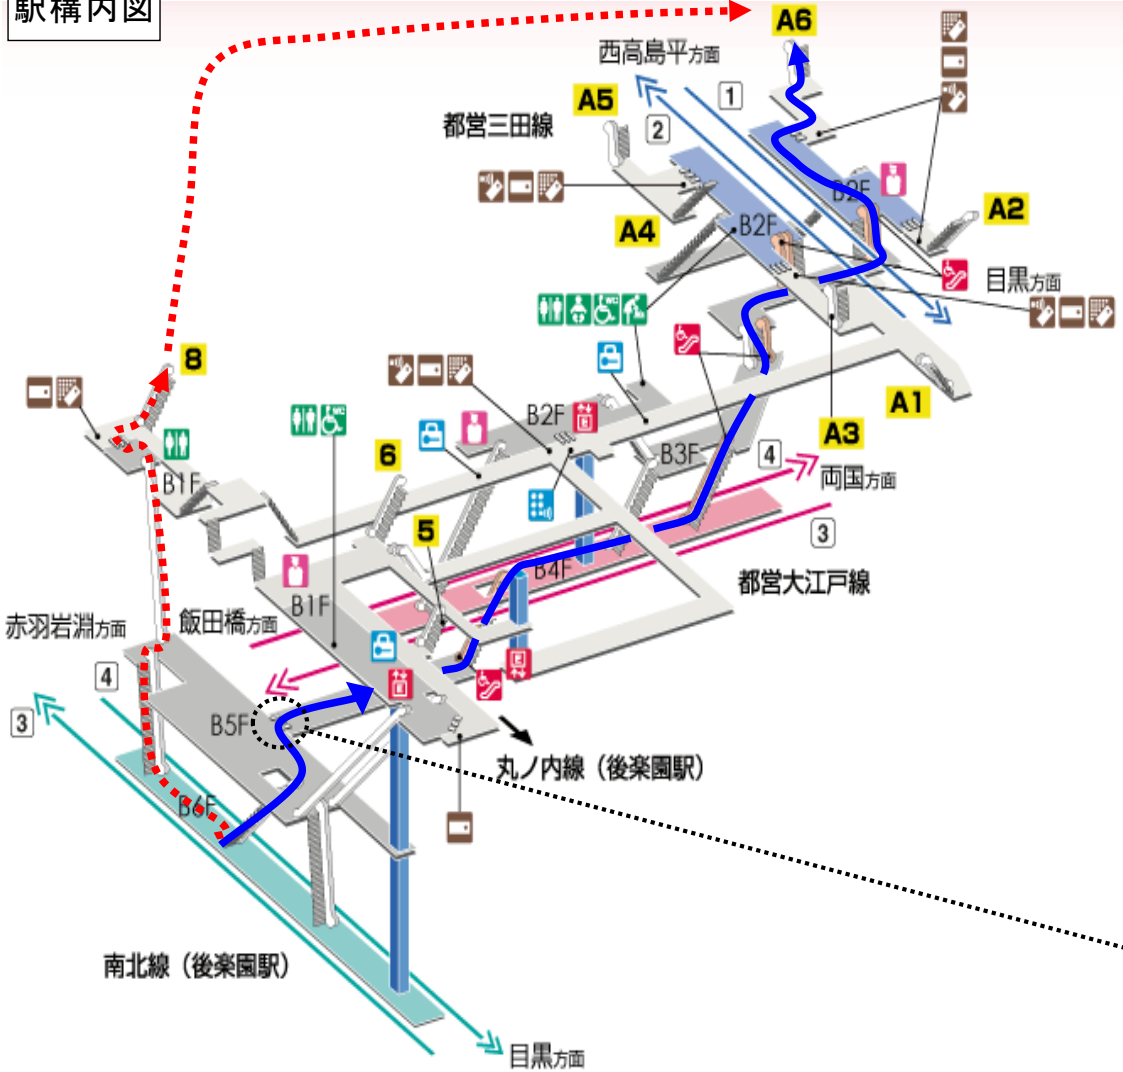 駅構内図
A6
西高島平方面
1
A5
2
都営三田線
B2F
A2
A4
B2F
目黒方面
8
A1
B2F
A3
6
B3F
4
両国方面
B1F
5
3
B4F
都営大江戸線
B1F
赤羽岩淵方面
飯田橋方面
4
3
B5F
丸ノ内線（後楽園駅）
B6F
南北線（後楽園駅）
目黒方面